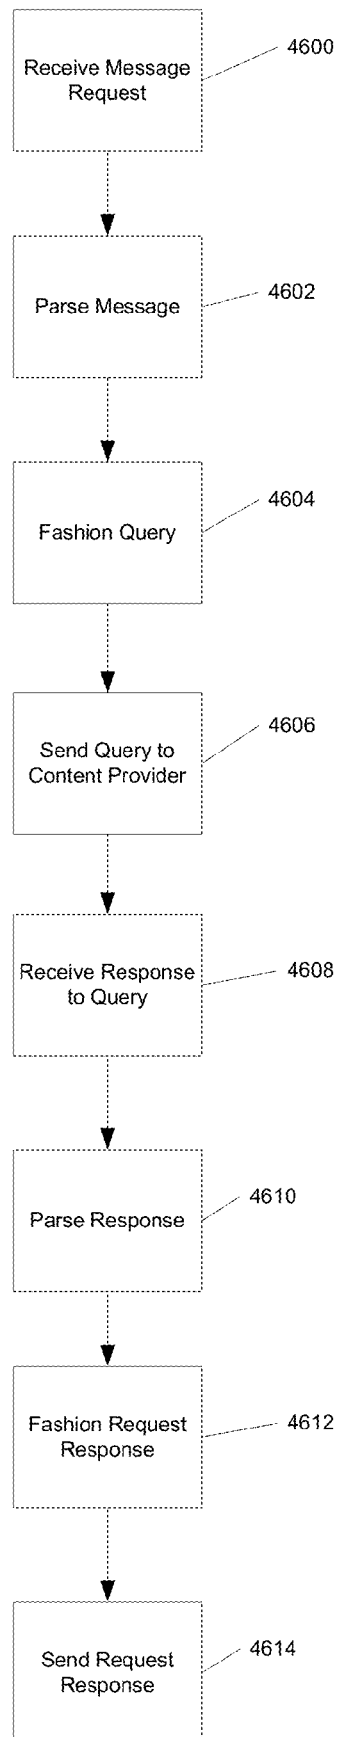 Receive Message
Request
4600
Parse Message
4602
Fashion Query
4604
Send Query to
Content Provider
4606
Receive Response
to Query
4608
Parse Response
4610
Fashion Request
Response
4612
Send Request
Response
4614